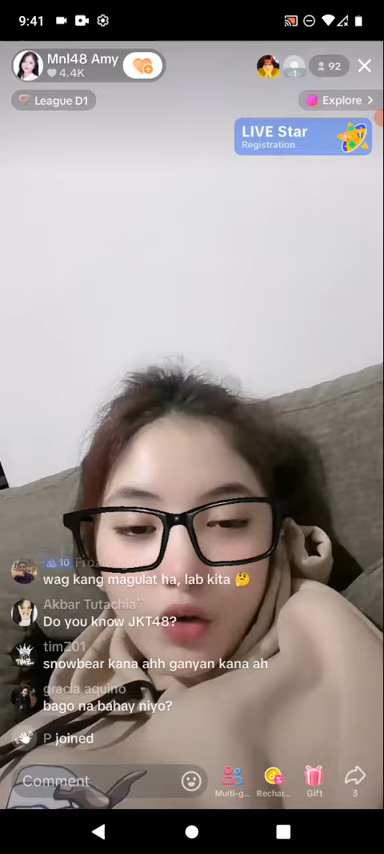 9:41
Mnl48 Amy
4.4K
1
92
League D1
Explore
LIVE Star
Registration
10 Froz
wag kang magulat ha, lab kita 🤔
Akbar Tutachia``
Do you know JKT48?
timZ01
snowbear kana ahh ganyan kana ah
gracia aquino
bago na bahay niyo?
P joined
Comment
Multi-g...
Rechar...
Gift
3